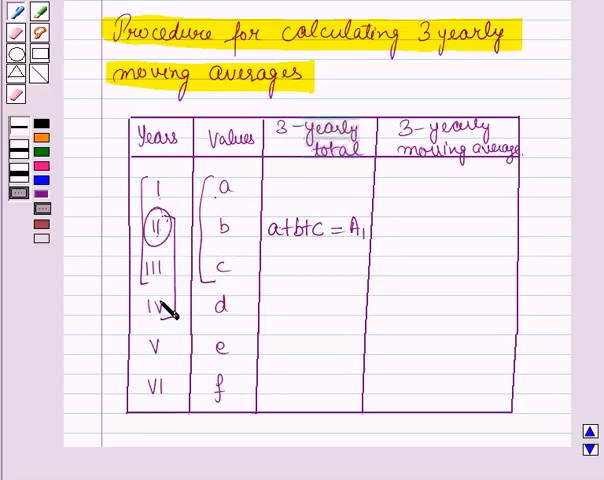 Procedure for calculating 3 yearly
moving averages
Years Values 3-yearly total 3-yearly moving average
I a
II b a+b+c = A1
III c
IV d
V e
VI f